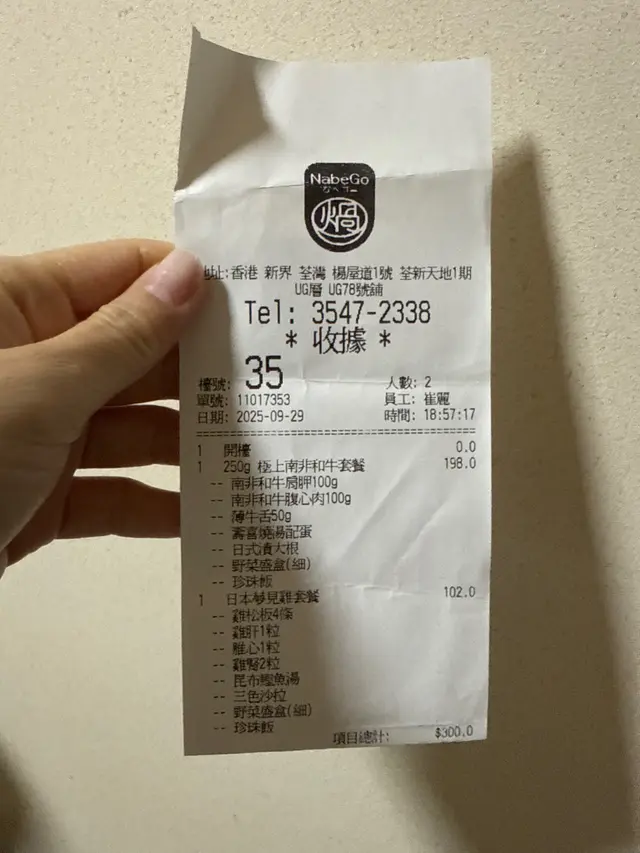 NabeGo
なべゴー
鍋
地址:香港 新界 荃灣 楊屋道1號 荃新天地1期
UG層 UG78號舖
Tel: 3547-2338
* 收據 *
檯號: 35 人數: 2
單號: 11017353 員工: 崔麗
日期: 2025-09-29 時間: 18:57:17
1 開檯 0.0
1 250g 極上南非和牛套餐 198.0
-- 南非和牛肩胛100g
-- 南非和牛腹心肉100g
-- 薄牛舌50g
-- 壽喜燒湯配蛋
-- 日式漬大根
-- 野菜盛盒(細)
-- 珍珠飯
1 日本夢見雞套餐 102.0
-- 雞松板4條
-- 雞肝1粒
-- 雞心1粒
-- 雞腎2粒
-- 昆布鰹魚湯
-- 三色沙拉
-- 野菜盛盒(細)
-- 珍珠飯
項目總計: $300.0